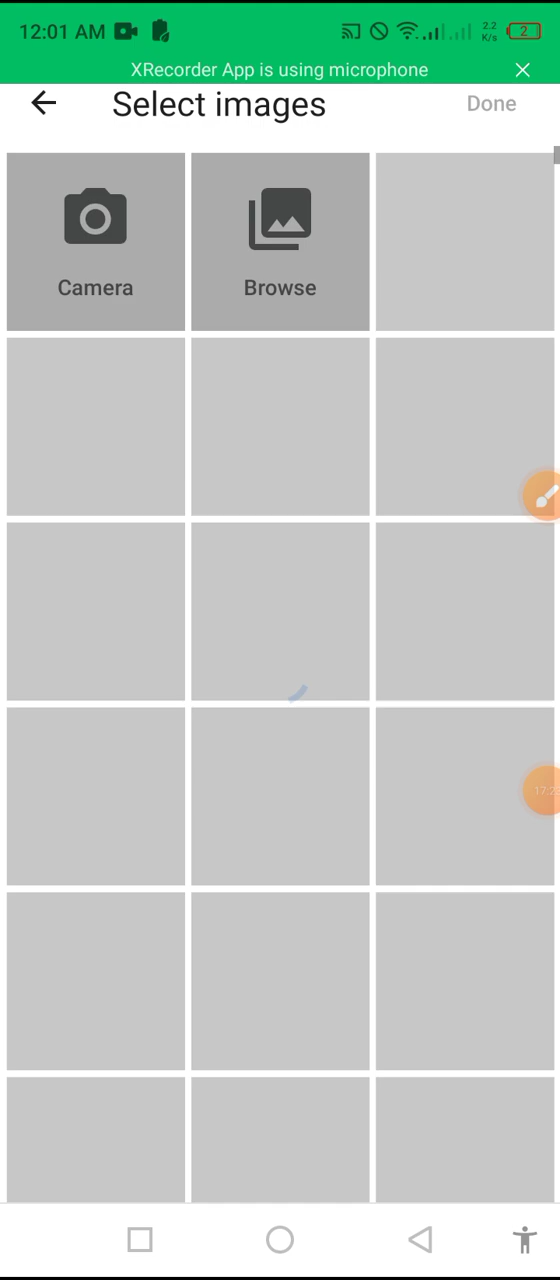 12:01 AM 2.2 K/s 2
XRecorder App is using microphone
Select images Done
Camera Browse